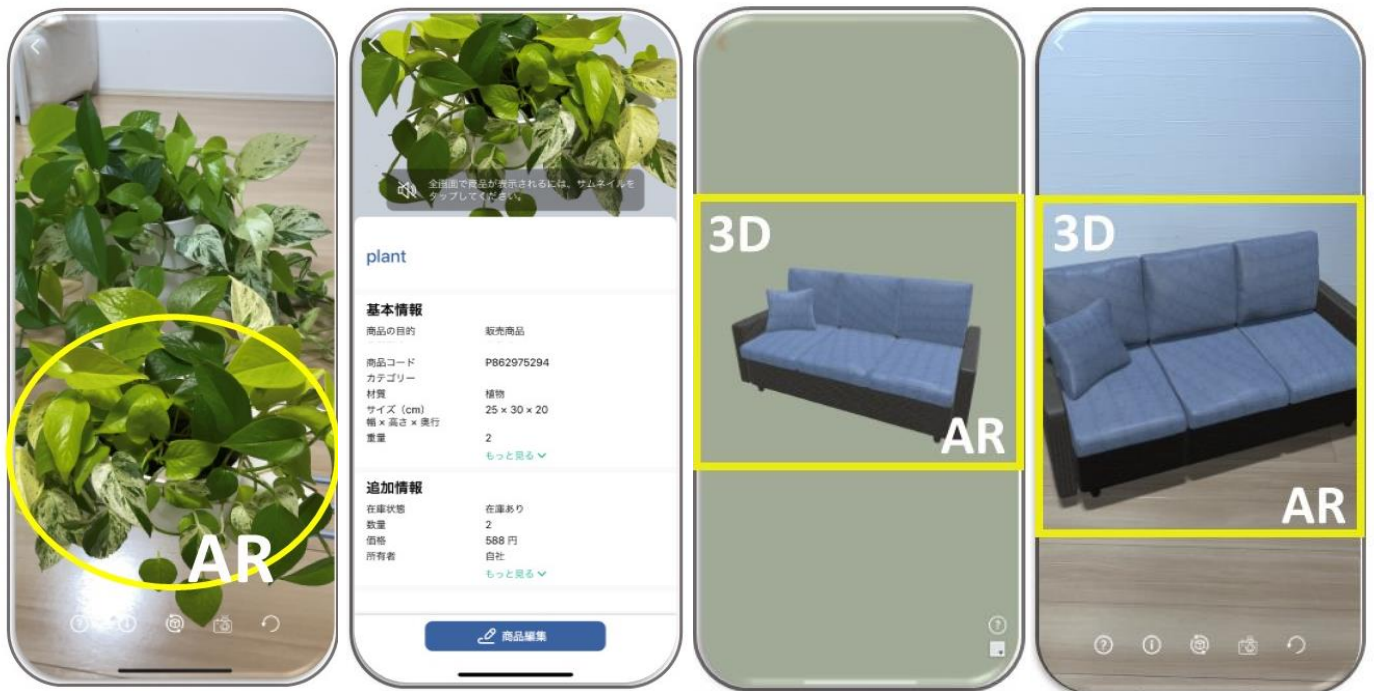 AR
全画面で商品が表示されるには、サムネイルを
タップしてください。
plant
基本情報
商品の目的 販売商品
商品コード P862975294
カテゴリー
材質 植物
サイズ（cm） 25 × 30 × 20
幅 × 高さ × 奥行
重量 2
もっと見る
追加情報
在庫状態 在庫あり
数量 2
価格 588 円
所有者 自社
もっと見る
商品編集
3D
AR
3D
AR